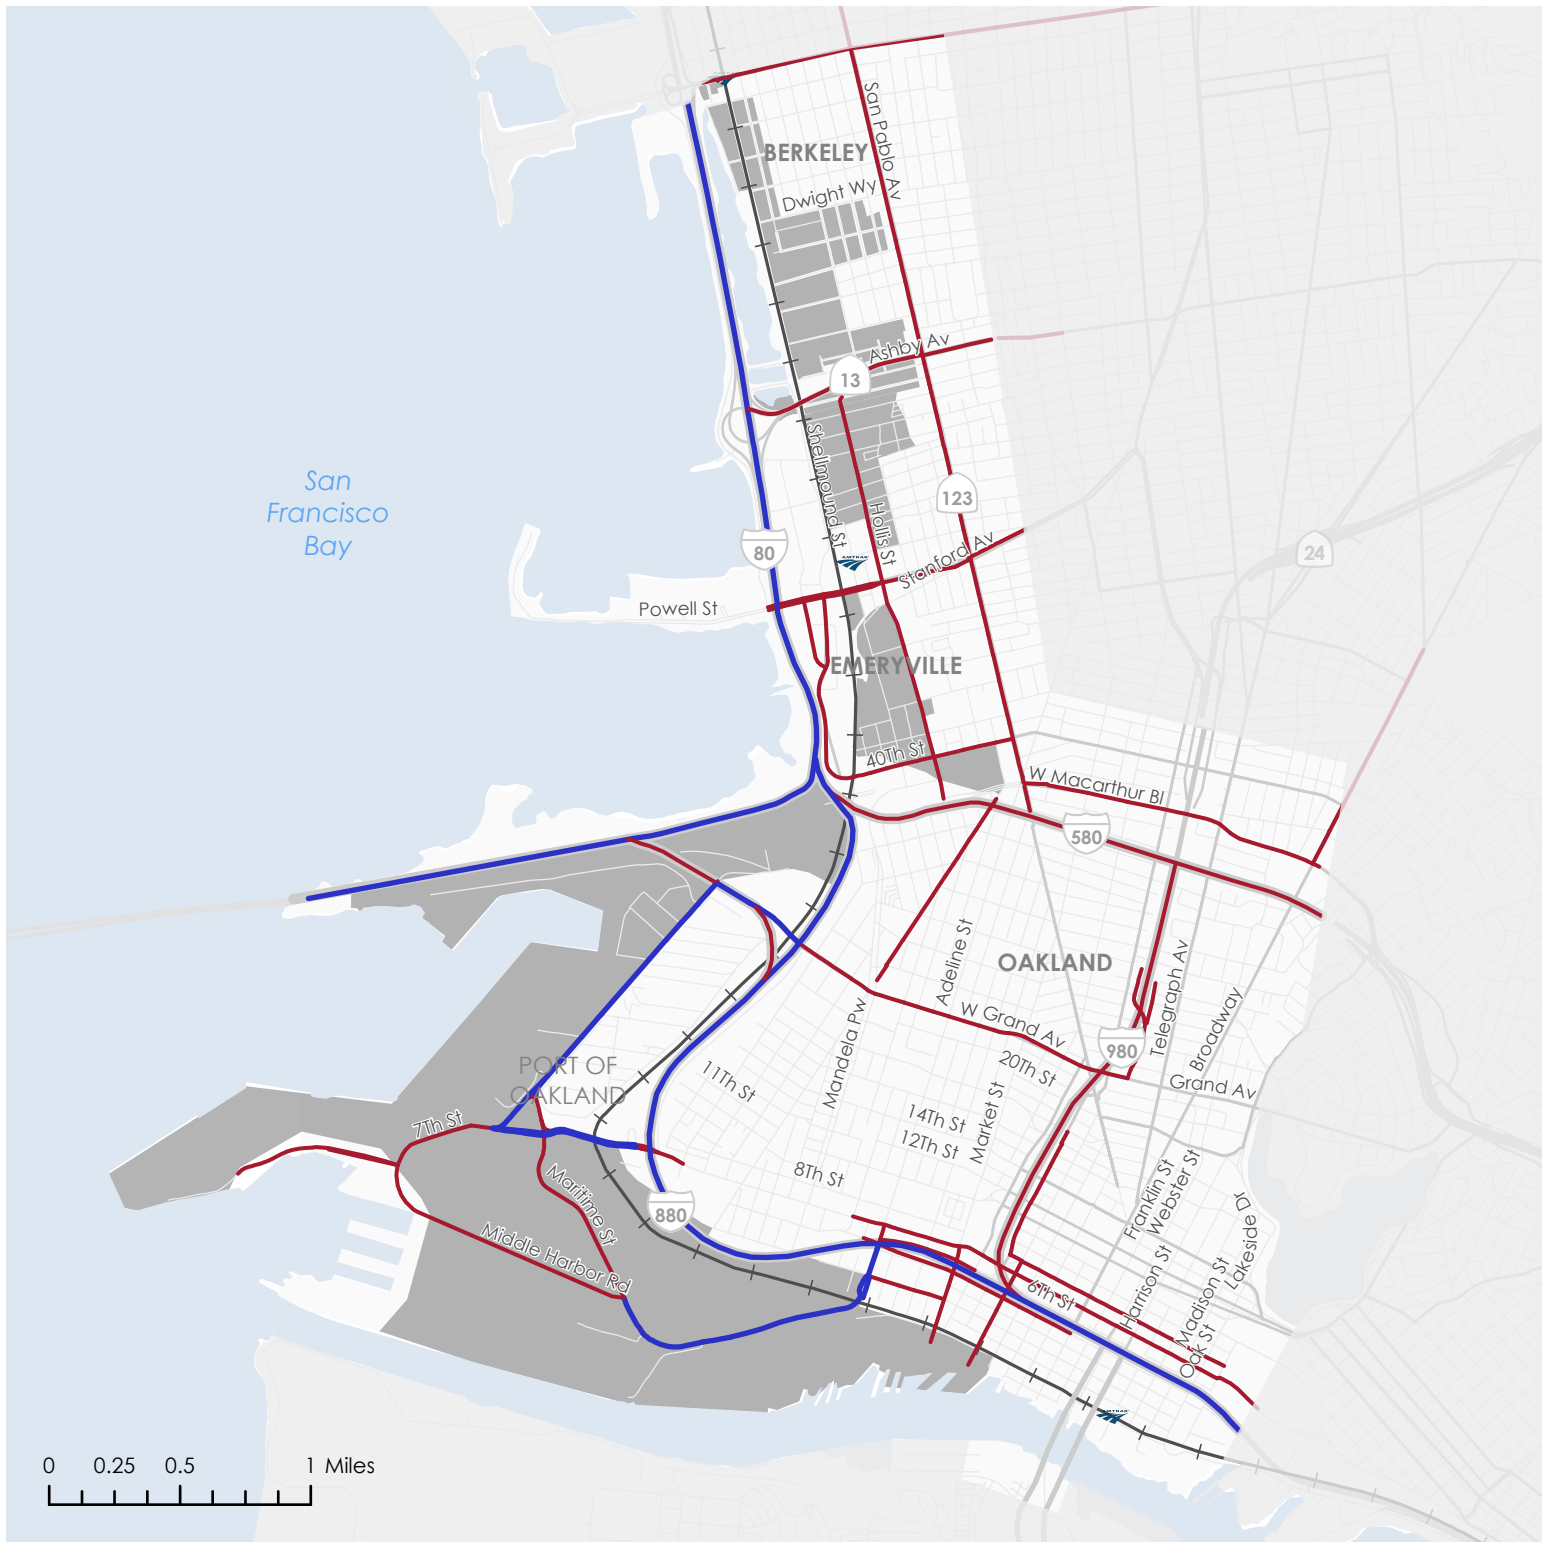 BERKELEY
San Pablo Av
Dwight Wy
Ashby Av
13
Shellmound St
San
Francisco
Bay
123
Hollis St
80
AMTRAK
Stanford Av
24
Powell St
EMERYVILLE
40Th St
W Macarthur Bl
580
Adeline St
OAKLAND
Telegraph Av
Broadway
Mandela Pw
W Grand Av
980
20Th St
Grand Av
PORT OF
OAKLAND
11Th St
Market St
14Th St
12Th St
7Th St
8Th St
Maritime St
880
Franklin St
Webster St
Lakeside Dr
Middle Harbor Rd
6Th St
Harrison St
Madison St
Oak St
AMTRAK
0 0.25 0.5 1 Miles